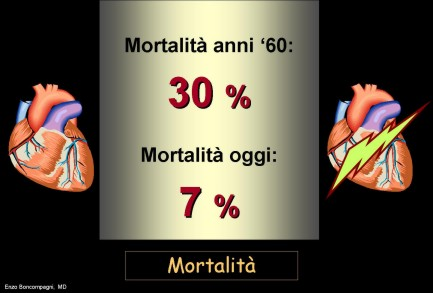 Mortalità anni ‘60:
30 %
Mortalità oggi:
7 %
Mortalità
Enzo Boncompagni, MD